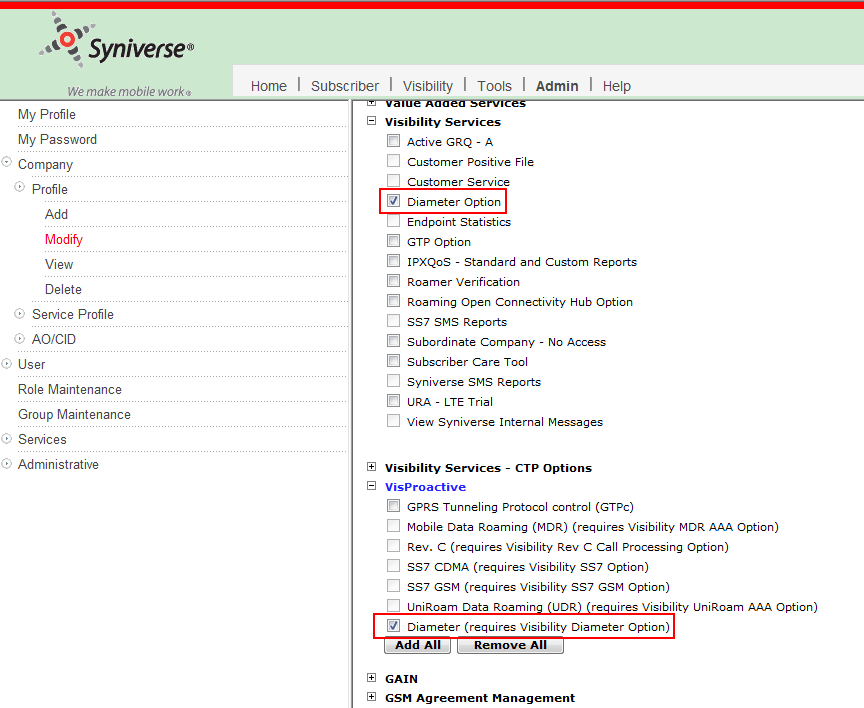 Syniverse®
We make mobile work®
Home | Subscriber | Visibility | Tools | Admin | Help
My Profile
My Password
Company
Profile
Add
Modify
View
Delete
Service Profile
AO/CID
User
Role Maintenance
Group Maintenance
Services
Administrative
Value Added Services
Visibility Services
Active GRQ - A
Customer Positive File
Customer Service
Diameter Option
Endpoint Statistics
GTP Option
IPXQoS - Standard and Custom Reports
Roamer Verification
Roaming Open Connectivity Hub Option
SS7 SMS Reports
Subordinate Company - No Access
Subscriber Care Tool
Syniverse SMS Reports
URA - LTE Trial
View Syniverse Internal Messages
Visibility Services - CTP Options
VisProactive
GPRS Tunneling Protocol control (GTPc)
Mobile Data Roaming (MDR) (requires Visibility MDR AAA Option)
Rev. C (requires Visibility Rev C Call Processing Option)
SS7 CDMA (requires Visibility SS7 Option)
SS7 GSM (requires Visibility SS7 GSM Option)
UniRoam Data Roaming (UDR) (requires Visibility UniRoam AAA Option)
Diameter (requires Visibility Diameter Option)
Add All Remove All
GAIN
GSM Agreement Management